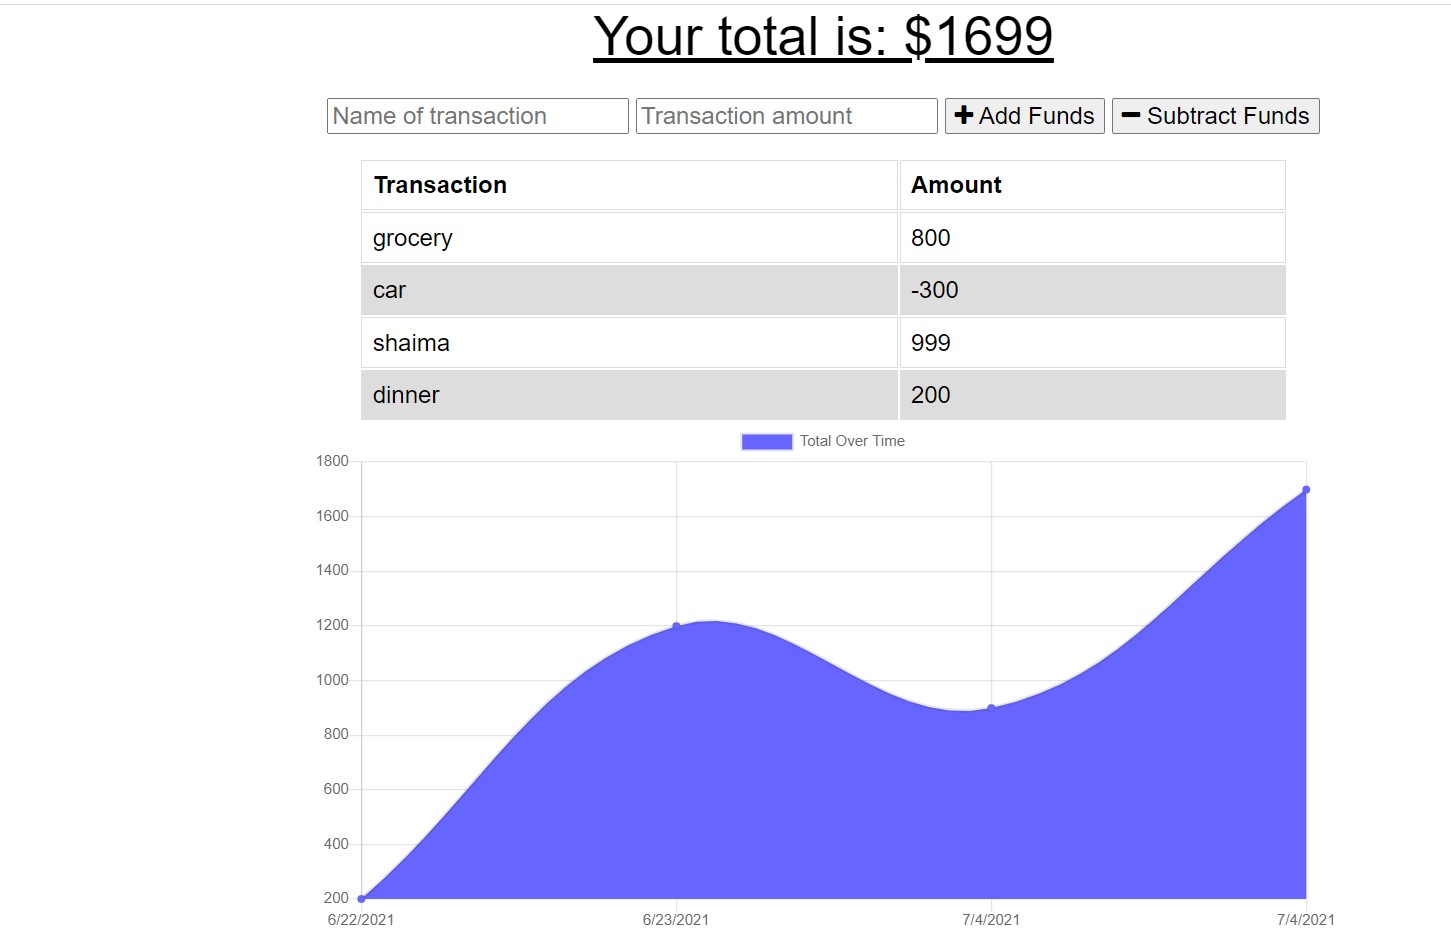 Your total is: $1699
Name of transaction Transaction amount + Add Funds − Subtract Funds
Transaction Amount
grocery 800
car -300
shaima 999
dinner 200
Total Over Time
1800
1600
1400
1200
1000
800
600
400
200
6/22/2021 6/23/2021 7/4/2021 7/4/2021